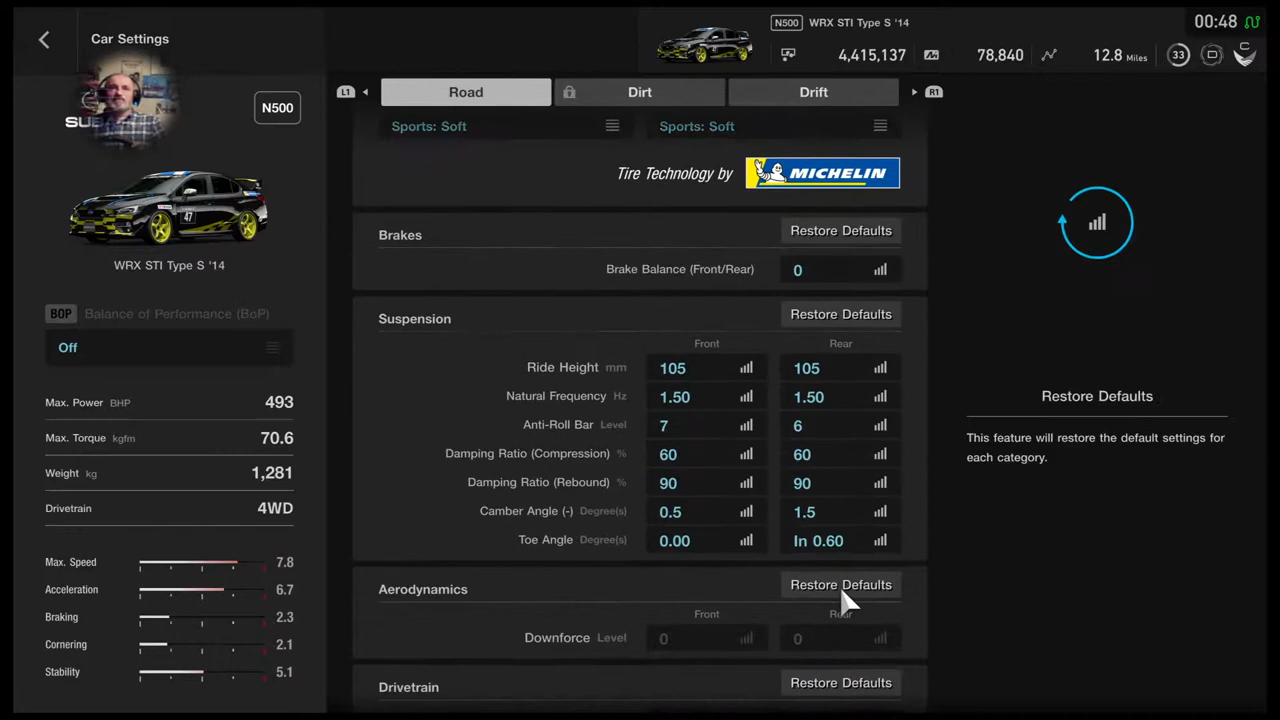 N500 WRX STI Type S '14
00:48
Car Settings
4,415,137
78,840
12.8 Miles
33
C
L1
Road
Dirt
Drift
R1
N500
SUB
47
Sports: Soft
Sports: Soft
Tire Technology by
MICHELIN
WRX STI Type S '14
BOP Balance of Performance (BoP)
Off
Max. Power BHP 493
Max. Torque kgfm 70.6
Weight kg 1,281
Drivetrain 4WD
Max. Speed 7.8
Acceleration 6.7
Braking 2.3
Cornering 2.1
Stability 5.1
Brakes
Restore Defaults
Brake Balance (Front/Rear) 0
Suspension
Restore Defaults
Front Rear
Ride Height mm 105 105
Natural Frequency Hz 1.50 1.50
Anti-Roll Bar Level 7 6
Damping Ratio (Compression) % 60 60
Damping Ratio (Rebound) % 90 90
Camber Angle (-) Degree(s) 0.5 1.5
Toe Angle Degree(s) 0.00 In 0.60
Aerodynamics
Restore Defaults
Front
Downforce Level 0 0
Drivetrain
Restore Defaults
Restore Defaults
This feature will restore the default settings for
each category.